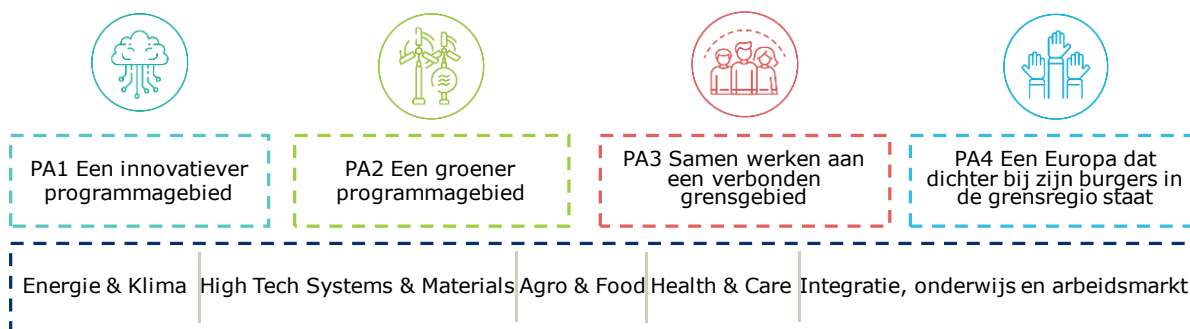 PA1 Een innovatiever
programmagebied
PA2 Een groener
programmagebied
PA3 Samen werken aan
een verbonden
grensgebied
PA4 Een Europa dat
dichter bij zijn burgers in
de grensregio staat
Energie & Klima
High Tech Systems & Materials
Agro & Food
Health & Care
Integratie, onderwijs en arbeidsmarkt